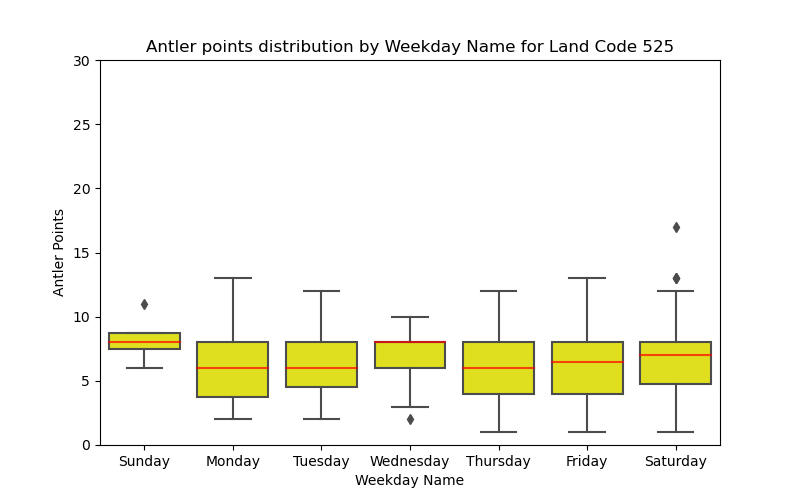 Antler points distribution by Weekday Name for Land Code 525
30
25
20
15
10
5
0
Antler Points
Sunday Monday Tuesday Wednesday Thursday Friday Saturday
Weekday Name